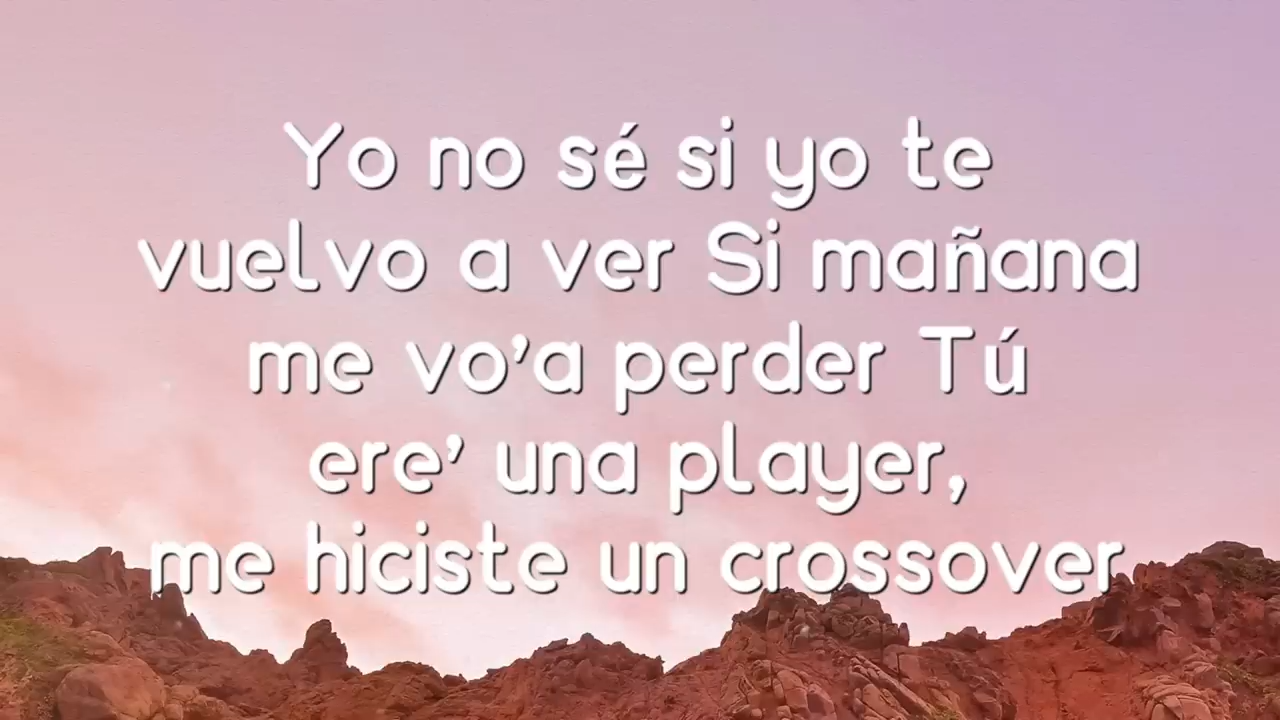 Yo no sé si yo te
vuelvo a ver Si mañana
me vo'a perder Tú
ere' una player,
me hiciste un crossover